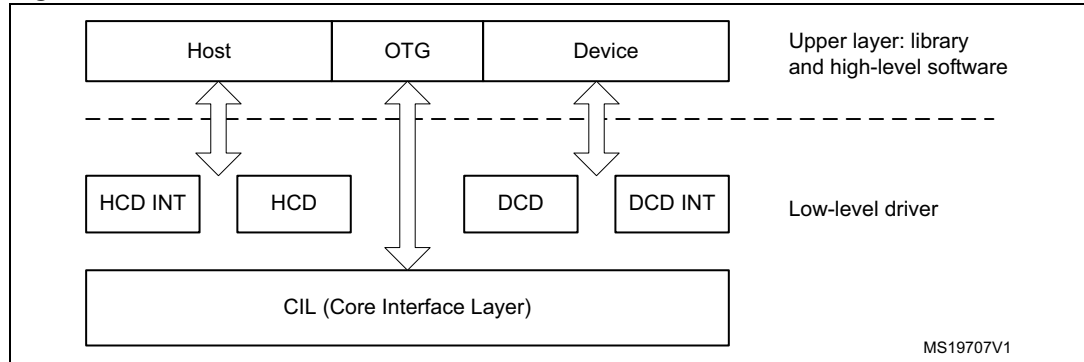 Host
OTG
Device
Upper layer: library
and high-level software
HCD INT
HCD
DCD
DCD INT
Low-level driver
CIL (Core Interface Layer)
MS19707V1